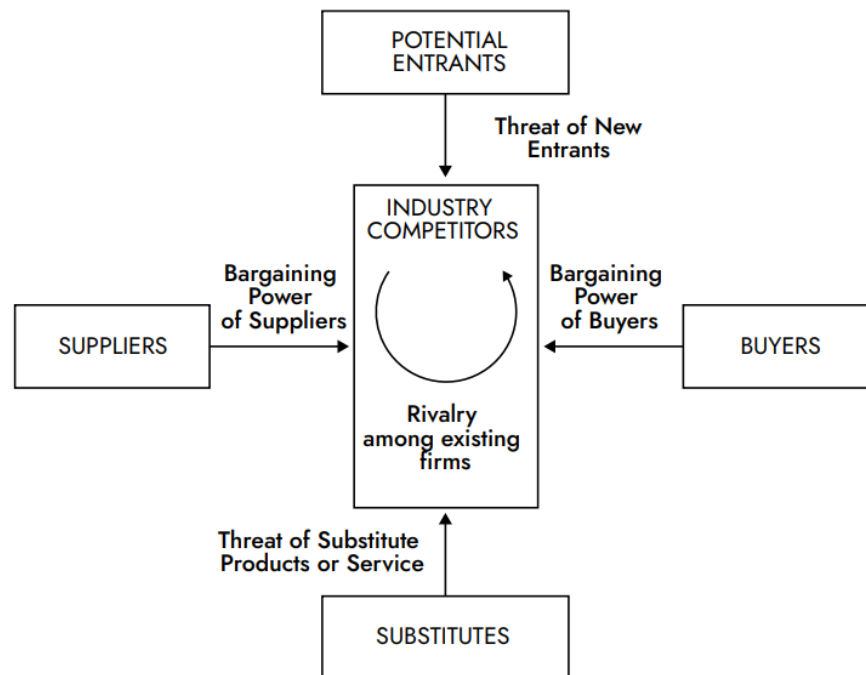 POTENTIAL
ENTRANTS
Threat of New
Entrants
INDUSTRY
COMPETITORS
Bargaining
Power
of Suppliers
Bargaining
Power
of Buyers
SUPPLIERS
BUYERS
Rivalry
among existing
firms
Threat of Substitute
Products or Service
SUBSTITUTES